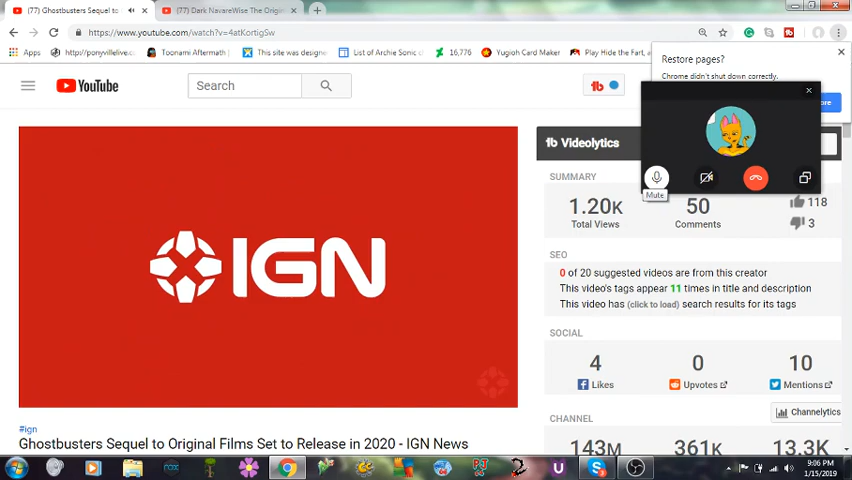 (77) Ghostbusters Sequel to
(77) Dark NavareWise The Origin
https://www.youtube.com/watch?v=4atKortigSw
Apps
http://ponyvillelive.c
Toonami Aftermath
This site was designe
List of Archie Sonic c
16,776
Yugioh Card Maker
Play Hide the Fart, a
Restore pages?
Chrome didn't shut down correctly.
ore
YouTube
Search
tb
Mute
tb Videolytics
SUMMARY
1.20K
Total Views
50
Comments
118
3
SEO
0 of 20 suggested videos are from this creator
This video's tags appear 11 times in title and description
This video has (click to load) search results for its tags
SOCIAL
4
Likes
0
Upvotes
10
Mentions
Channelytics
CHANNEL
143M
361K
13.3K
IGN
#ign
Ghostbusters Sequel to Original Films Set to Release in 2020 - IGN News
9:06 PM
1/15/2019